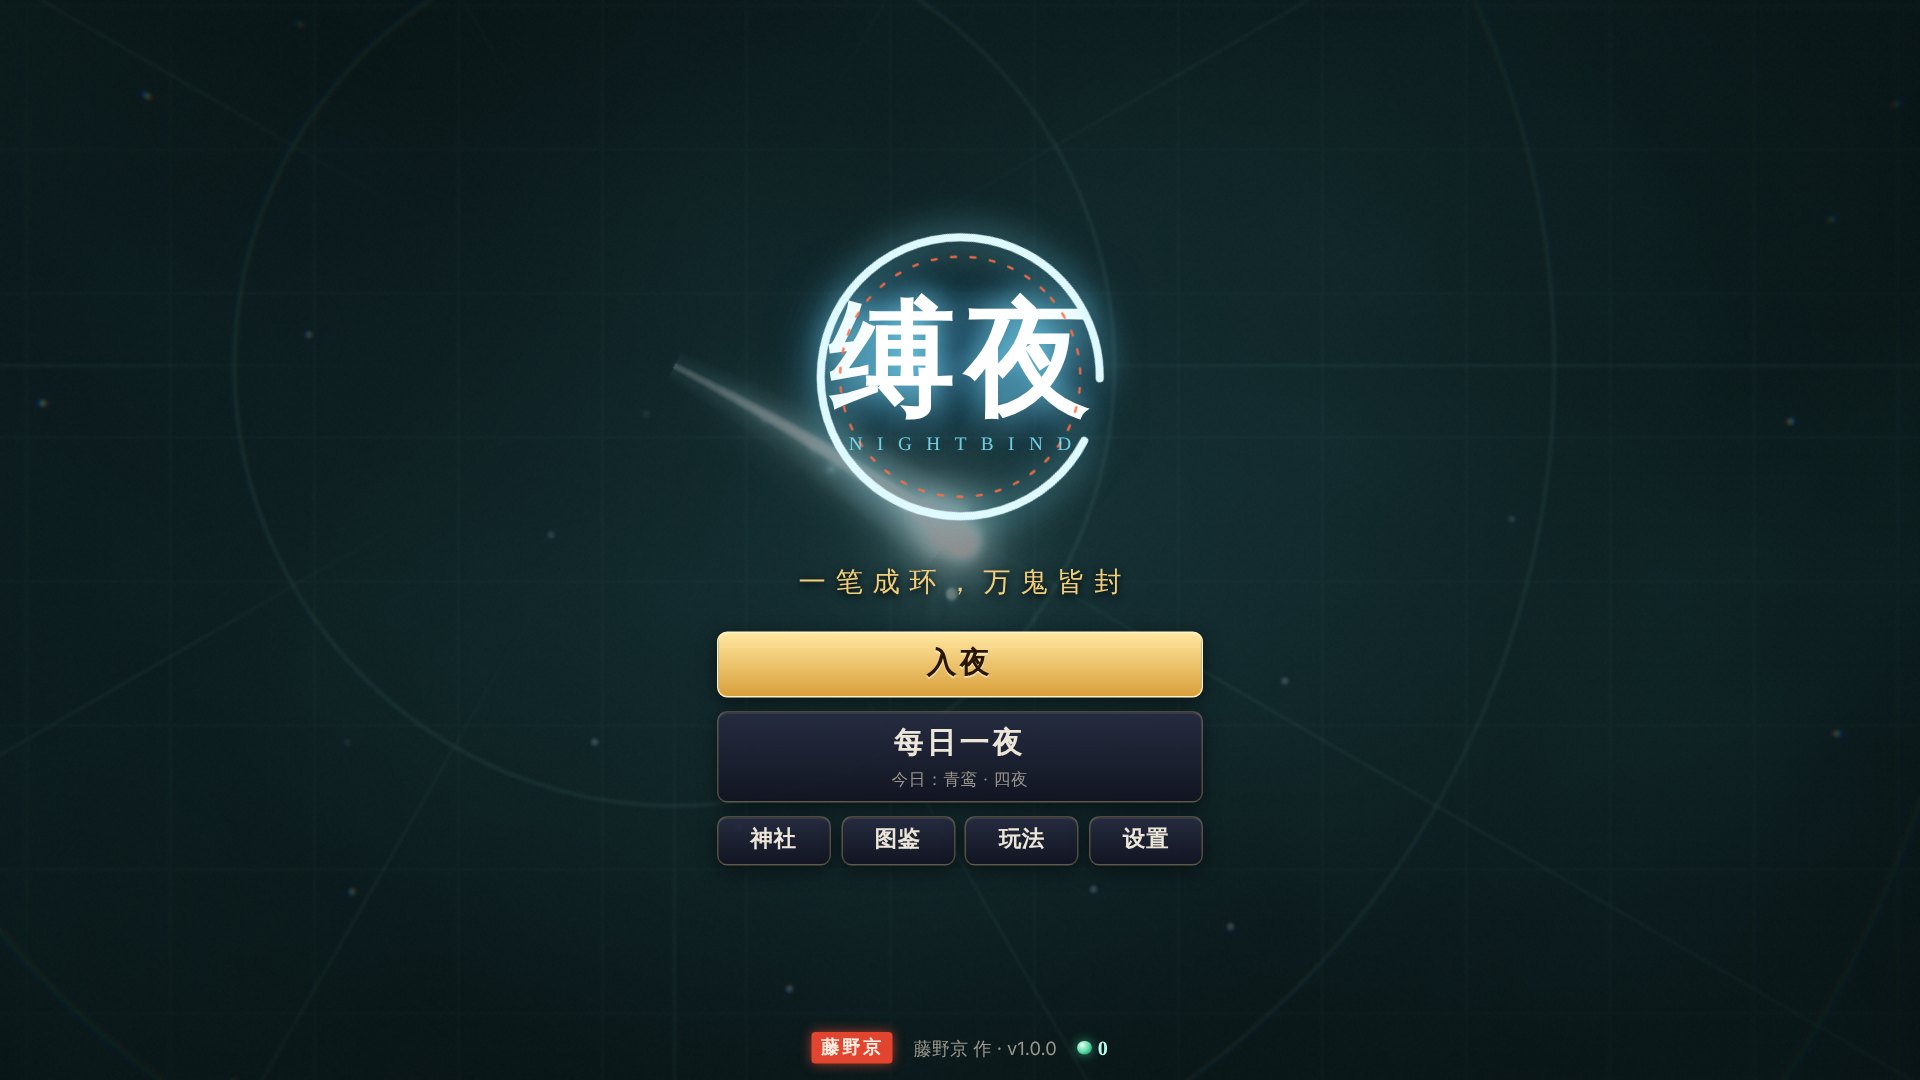 缚夜
NIGHTBIND
一笔成环，万鬼皆封
入夜
每日一夜
今日：青鸾 · 四夜
神社 图鉴 玩法 设置
藤野京 藤野京 作 · v1.0.0 0